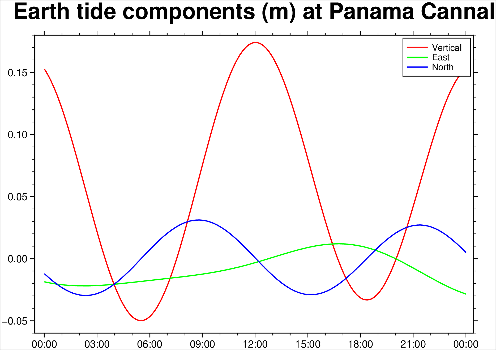 Earth tide components (m) at Panama Cannal
Vertical
East
North
0.15
0.10
0.05
0.00
−0.05
00:00 03:00 06:00 09:00 12:00 15:00 18:00 21:00 00:00